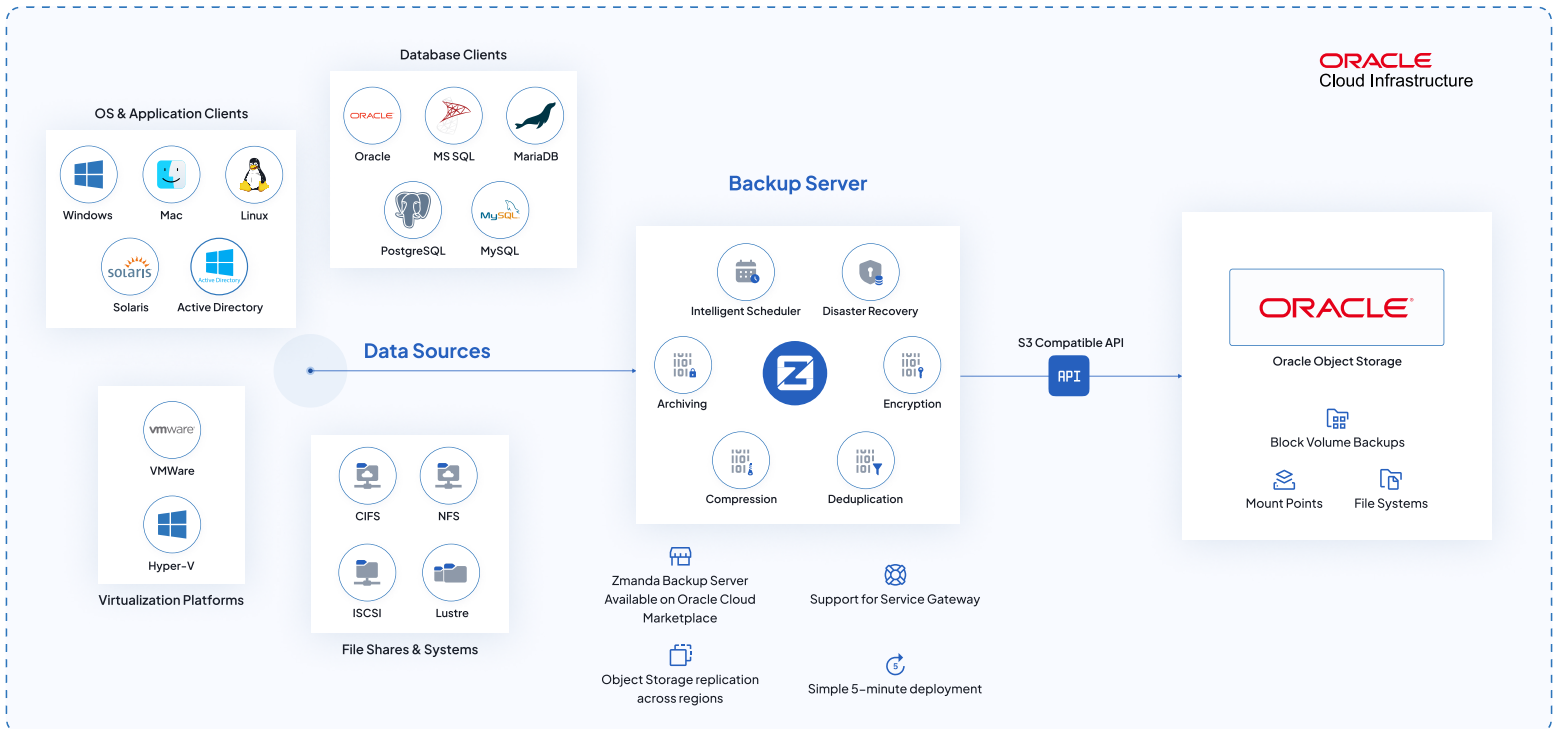 ORACLE
Cloud Infrastructure
Database Clients
ORACLE
Oracle
MS SQL
MariaDB
PostgreSQL
MySQL
MySQL
OS & Application Clients
Windows
Mac
Linux
solaris
Solaris
Active Directory
Active Directory
Data Sources
vmware
VMWare
Hyper-V
Virtualization Platforms
CIFS
NFS
ISCSI
Lustre
File Shares & Systems
Backup Server
Intelligent Scheduler
Disaster Recovery
Archiving
Z
Encryption
Compression
Deduplication
Zmanda Backup Server
Available on Oracle Cloud
Marketplace
Support for Service Gateway
Object Storage replication
across regions
5
Simple 5-minute deployment
S3 Compatible API
API
ORACLE
Oracle Object Storage
Block Volume Backups
Mount Points
File Systems